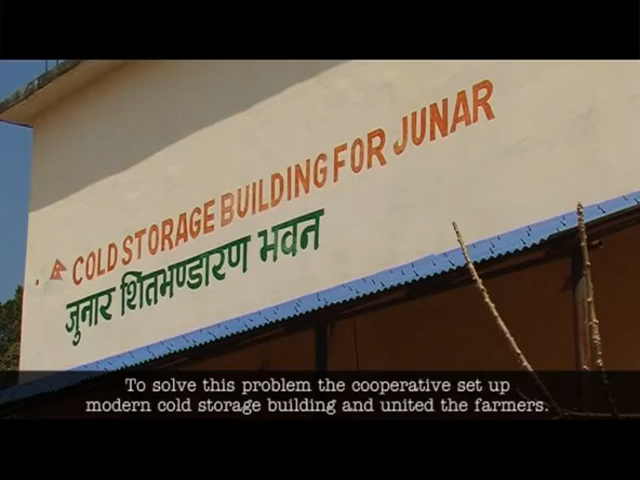 COLD STORAGE BUILDING FOR JUNAR
जुनार शितभण्डारण भवन
To solve this problem the cooperative set up
modern cold storage building and united the farmers.